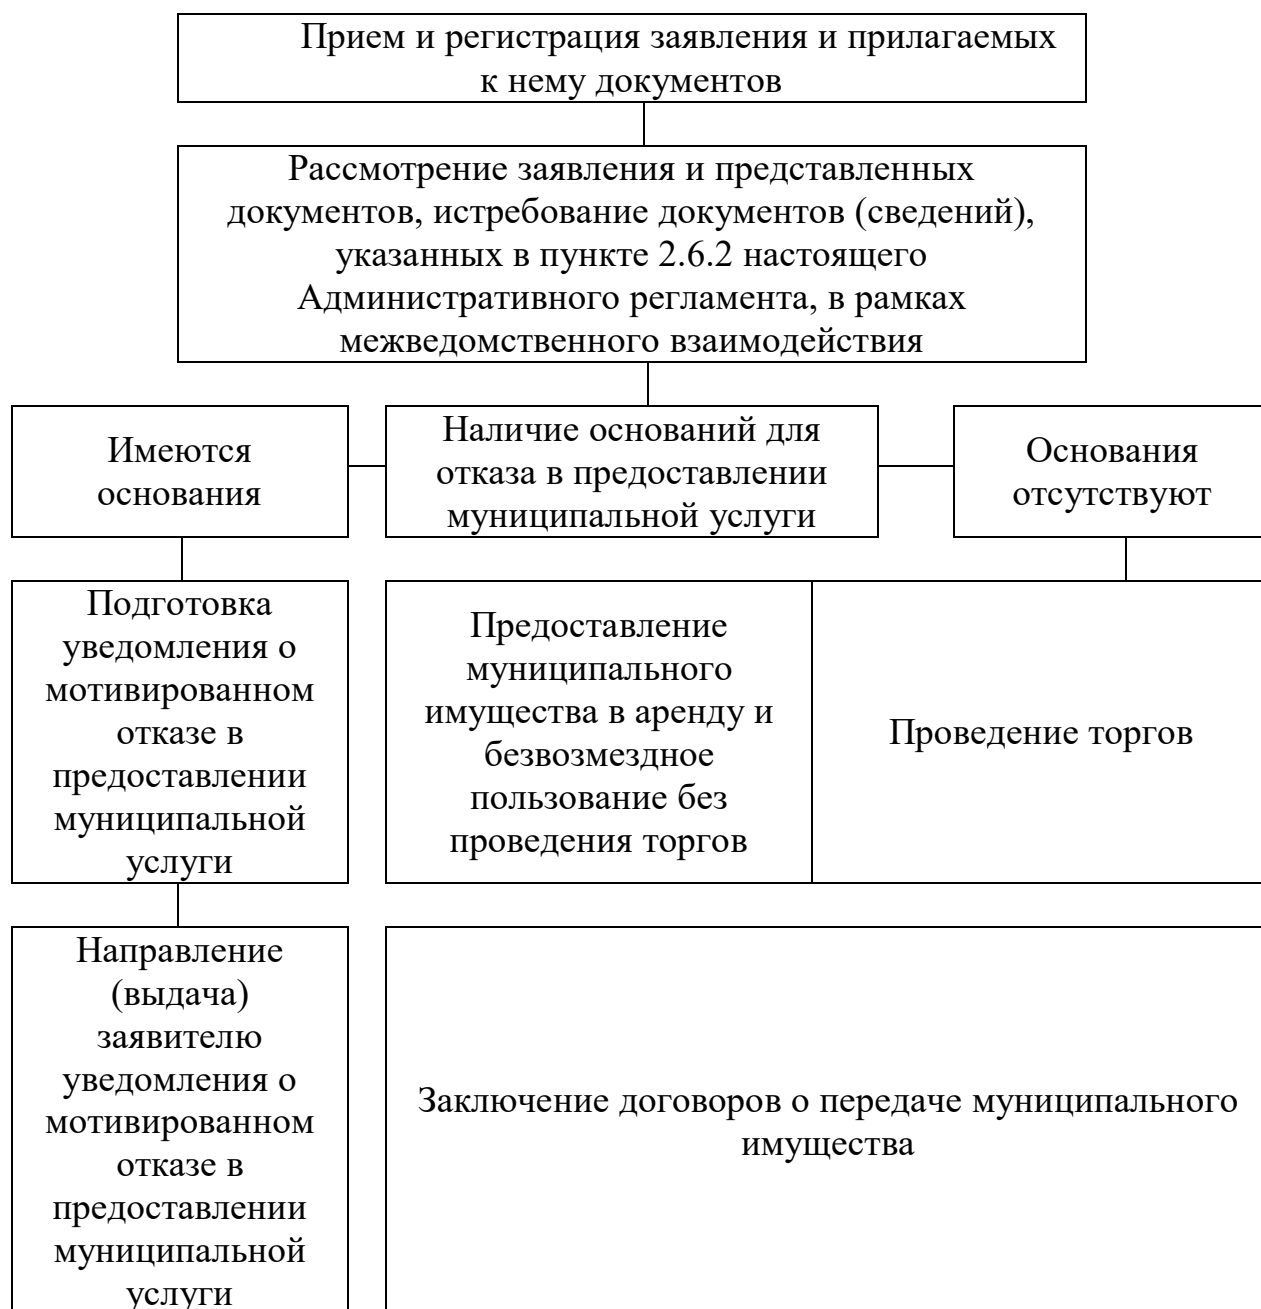 Прием и регистрация заявления и прилагаемых
к нему документов
Рассмотрение заявления и представленных
документов, истребование документов (сведений),
указанных в пункте 2.6.2 настоящего
Административного регламента, в рамках
межведомственного взаимодействия
Имеются
основания
Наличие оснований для
отказа в предоставлении
муниципальной услуги
Основания
отсутствуют
Подготовка
уведомления о
мотивированном
отказе в
предоставлении
муниципальной
услуги
Предоставление
муниципального
имущества в аренду и
безвозмездное
пользование без
проведения торгов
Проведение торгов
Направление
(выдача)
заявителю
уведомления о
мотивированном
отказе в
предоставлении
муниципальной
услуги
Заключение договоров о передаче муниципального
имущества